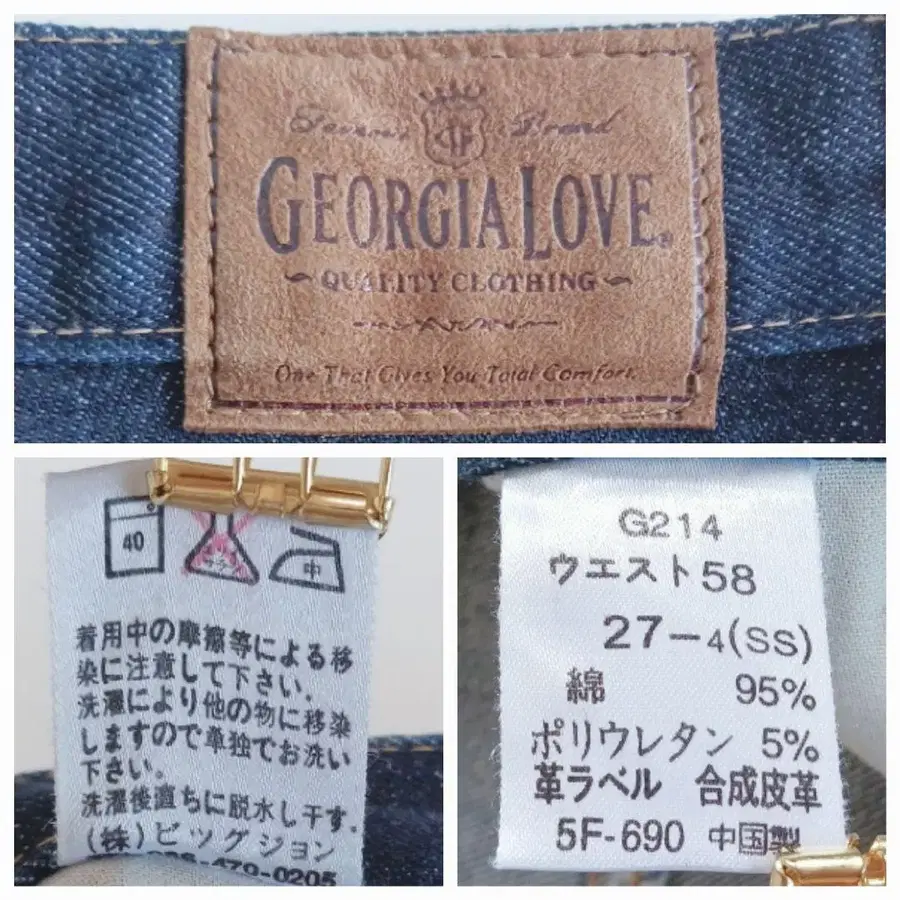 Famous Brand
GEORGIA LOVE®
~QUALITY CLOTHING~
One That Gives You Total Comfort.
40
中
着用中の摩擦等による移
染に注意して下さい.
洗濯により他の物に移染
しますので単独でお洗い
下さい.
洗濯後直ちに脱水し干す.
(株)ビッグジョン
-470-0205
G214
ウエスト58
27-4(SS)
綿 95%
ポリウレタン 5%
革ラベル 合成皮革
5F-690 中国製